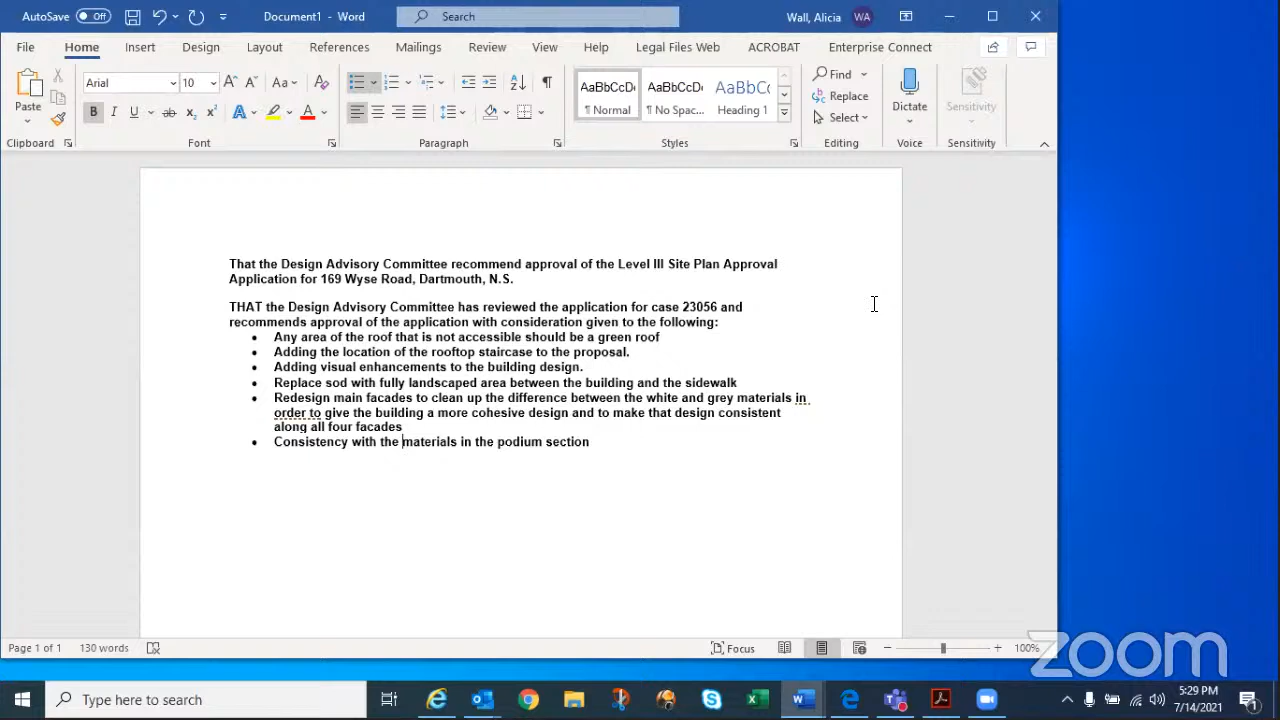 AutoSave Off Document1 - Word Search Wall, Alicia WA
File Home Insert Design Layout References Mailings Review View Help Legal Files Web ACROBAT Enterprise Connect
Paste Arial 10 Aa AaBbCcDc AaBbCcDc AaBbCc Find Replace Select Dictate Sensitivity
B U ab x₂ x² A A ¶ Normal ¶ No Spac... Heading 1
Clipboard Font Paragraph Styles Editing Voice Sensitivity
That the Design Advisory Committee recommend approval of the Level III Site Plan Approval
Application for 169 Wyse Road, Dartmouth, N.S.
THAT the Design Advisory Committee has reviewed the application for case 23056 and
recommends approval of the application with consideration given to the following:
• Any area of the roof that is not accessible should be a green roof
• Adding the location of the rooftop staircase to the proposal.
• Adding visual enhancements to the building design.
• Replace sod with fully landscaped area between the building and the sidewalk
• Redesign main facades to clean up the difference between the white and grey materials in
order to give the building a more cohesive design and to make that design consistent
along all four facades
• Consistency with the materials in the podium section
Page 1 of 1 130 words Focus 100%
zoom
Type here to search 5:29 PM
7/14/2021 1